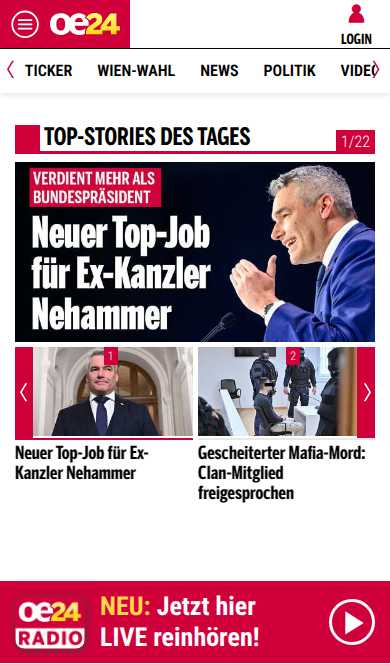 oe24
LOGIN
TICKER WIEN-WAHL NEWS POLITIK VIDEO
TOP-STORIES DES TAGES
1/22
VERDIENT MEHR ALS
BUNDESPRÄSIDENT
Neuer Top-Job
für Ex-Kanzler
Nehammer
1
2
Neuer Top-Job für Ex-
Kanzler Nehammer
Gescheiterter Mafia-Mord:
Clan-Mitglied
freigesprochen
oe24
RADIO
NEU: Jetzt hier
LIVE reinhören!